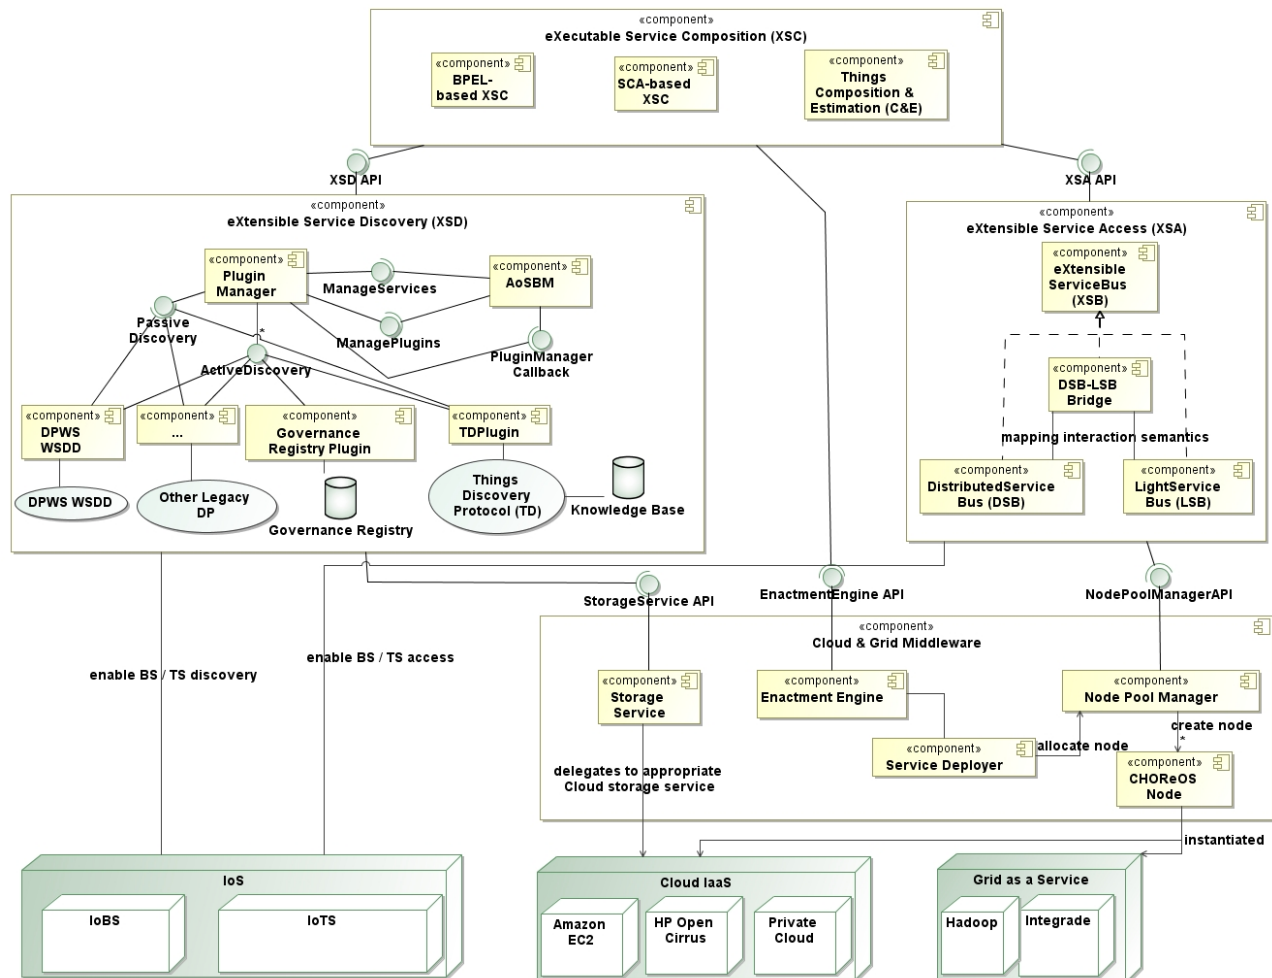 «component»
eXecutable Service Composition (XSC)
«component»
BPEL-
based XSC
«component»
SCA-based
XSC
«component»
Things
Composition &
Estimation (C&E)
XSD API
XSA API
«component»
eXtensible Service Discovery (XSD)
«component»
Plugin
Manager
ManageServices
«component»
AoSBM
Passive
Discovery
*
ManagePlugins
ActiveDiscovery
PluginManager
Callback
«component»
DPWS
WSDD
«component»
...
«component»
Governance
Registry Plugin
«component»
TDPlugin
DPWS WSDD
Other Legacy
DP
Governance Registry
Things
Discovery
Protocol (TD)
Knowledge Base
«component»
eXtensible Service Access (XSA)
«component»
eXtensible
ServiceBus
(XSB)
«component»
DSB-LSB
Bridge
mapping interaction semantics
«component»
DistributedService
Bus (DSB)
«component»
LightService
Bus (LSB)
StorageService API
EnactmentEngine API
NodePoolManagerAPI
enable BS / TS discovery
enable BS / TS access
«component»
Cloud & Grid Middleware
«component»
Storage
Service
«component»
Enactment Engine
«component»
Node Pool Manager
create node
*
«component»
Service Deployer
allocate node
«component»
CHOReOS
Node
delegates to appropriate
Cloud storage service
instantiated
IoS
IoBS
IoTS
Cloud IaaS
Amazon
EC2
HP Open
Cirrus
Private
Cloud
Grid as a Service
Hadoop
Integrade